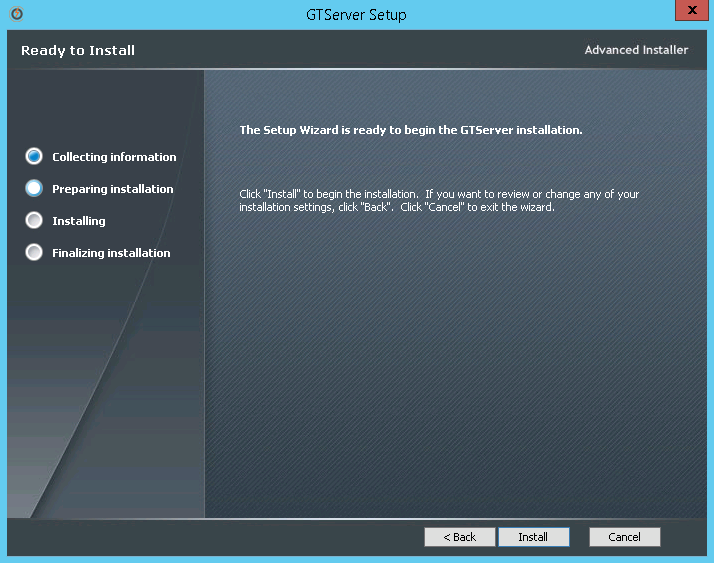 GTServer Setup
x
Ready to Install
Advanced Installer
The Setup Wizard is ready to begin the GTServer installation.
Collecting information
Preparing installation
Installing
Finalizing installation
Click "Install" to begin the installation.  If you want to review or change any of your
installation settings, click "Back".  Click "Cancel" to exit the wizard.
< Back
Install
Cancel